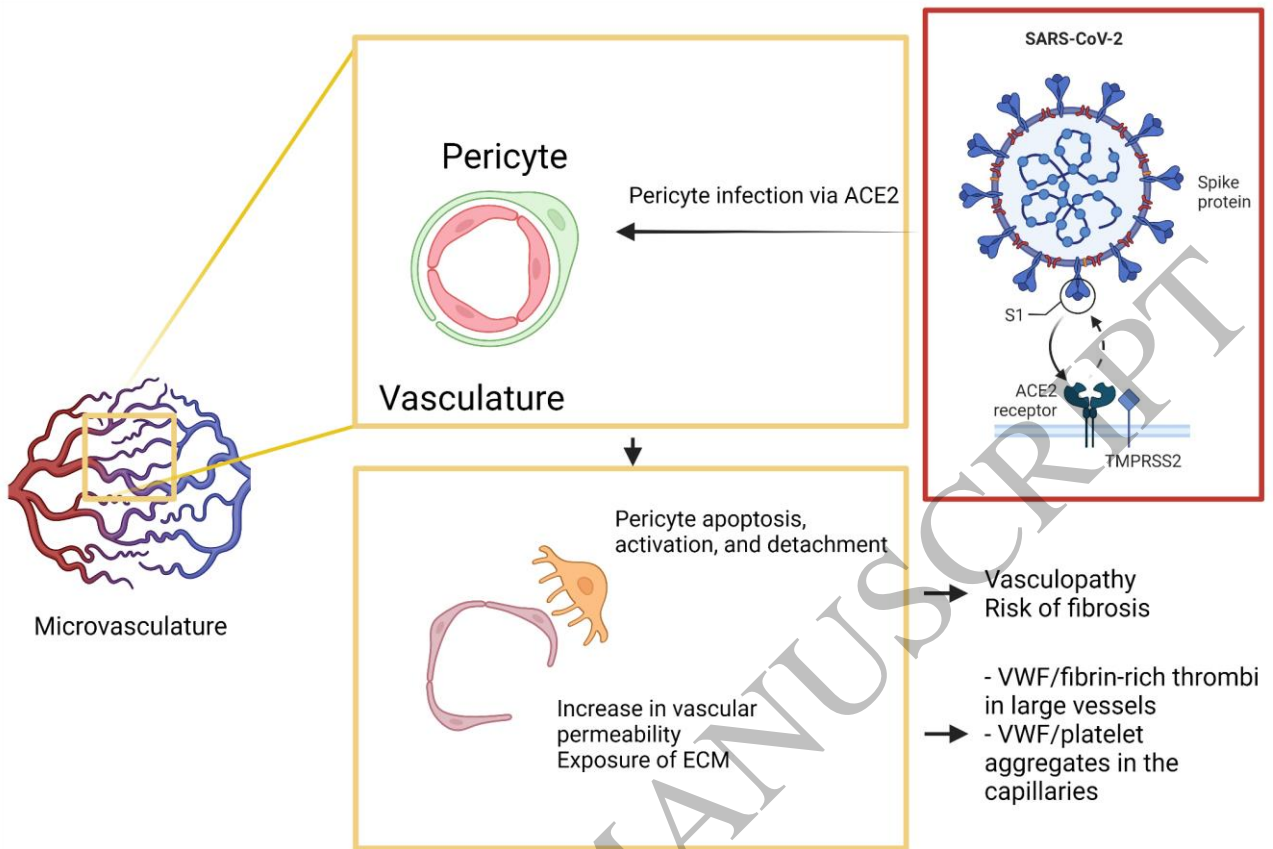 SARS-CoV-2
Pericyte
Pericyte infection via ACE2
Spike
protein
S1
ACE2
receptor
TMPRSS2
Vasculature
Microvasculature
Pericyte apoptosis,
activation, and detachment
Increase in vascular
permeability
Exposure of ECM
Vasculopathy
Risk of fibrosis
- VWF/fibrin-rich thrombi
in large vessels
- VWF/platelet
aggregates in the
capillaries
MANUSCRIPT